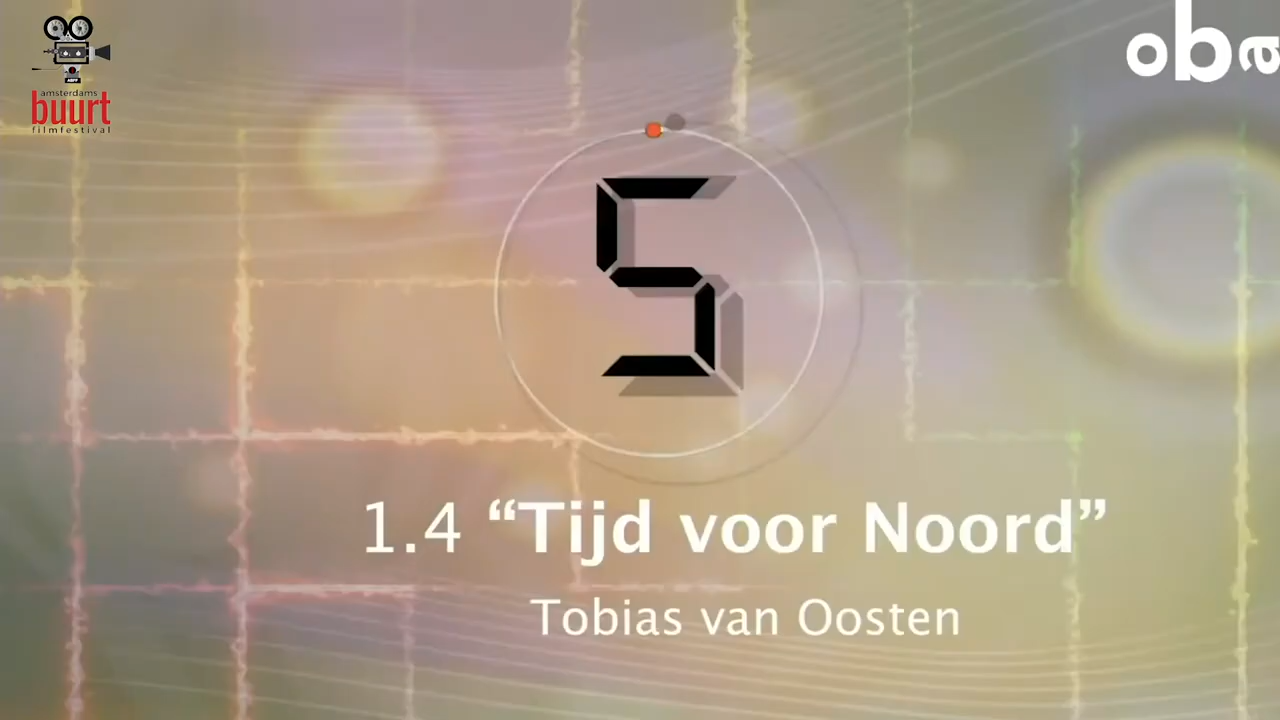 amsterdams
buurt
filmfestival
oba
5
1.4 “Tijd voor Noord”
Tobias van Oosten